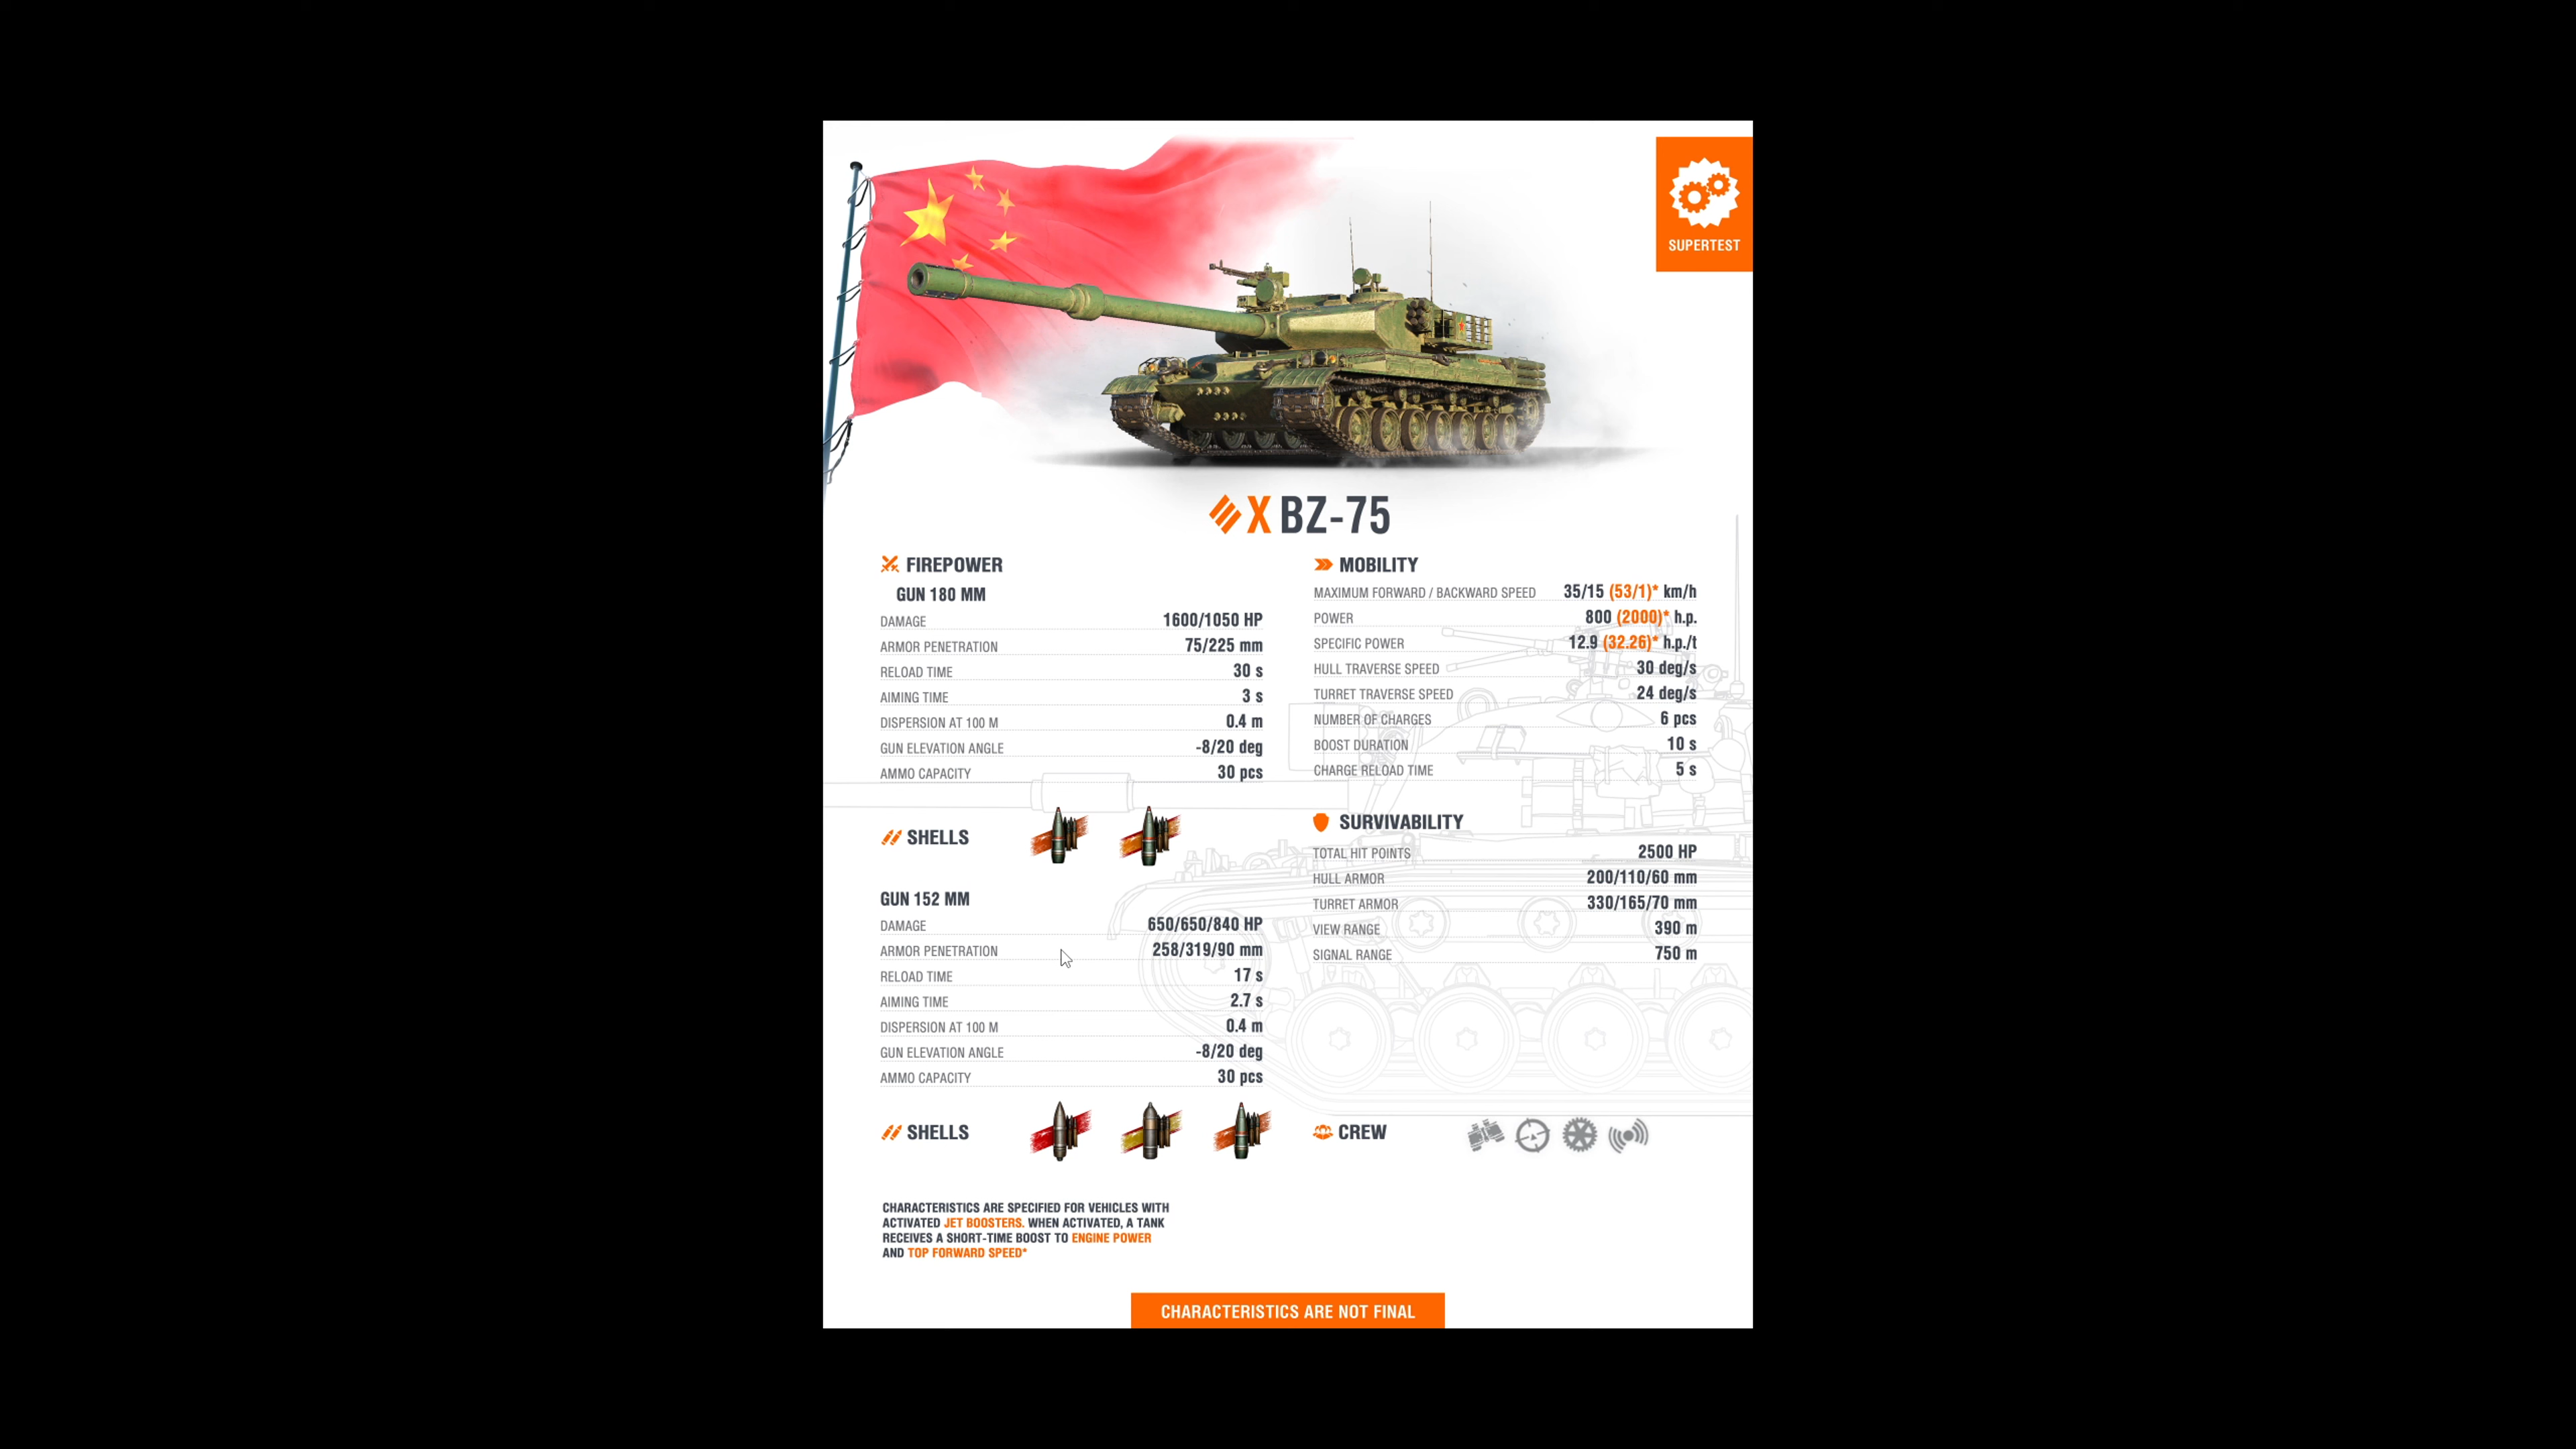 SUPERTEST
X BZ-75
FIREPOWER
GUN 180 MM
DAMAGE 1600/1050 HP
ARMOR PENETRATION 75/225 mm
RELOAD TIME 30 s
AIMING TIME 3 s
DISPERSION AT 100 M 0.4 m
GUN ELEVATION ANGLE -8/20 deg
AMMO CAPACITY 30 pcs
SHELLS
GUN 152 MM
DAMAGE 650/650/840 HP
ARMOR PENETRATION 258/319/90 mm
RELOAD TIME 17 s
AIMING TIME 2.7 s
DISPERSION AT 100 M 0.4 m
GUN ELEVATION ANGLE -8/20 deg
AMMO CAPACITY 30 pcs
SHELLS
MOBILITY
MAXIMUM FORWARD / BACKWARD SPEED 35/15 (53/1)* km/h
POWER 800 (2000)* h.p.
SPECIFIC POWER 12.9 (32.26)* h.p./t
HULL TRAVERSE SPEED 30 deg/s
TURRET TRAVERSE SPEED 24 deg/s
NUMBER OF CHARGES 6 pcs
BOOST DURATION 10 s
CHARGE RELOAD TIME 5 s
SURVIVABILITY
TOTAL HIT POINTS 2500 HP
HULL ARMOR 200/110/60 mm
TURRET ARMOR 330/165/70 mm
VIEW RANGE 390 m
SIGNAL RANGE 750 m
CREW
CHARACTERISTICS ARE SPECIFIED FOR VEHICLES WITH
ACTIVATED JET BOOSTERS. WHEN ACTIVATED, A TANK
RECEIVES A SHORT-TIME BOOST TO ENGINE POWER
AND TOP FORWARD SPEED*
CHARACTERISTICS ARE NOT FINAL